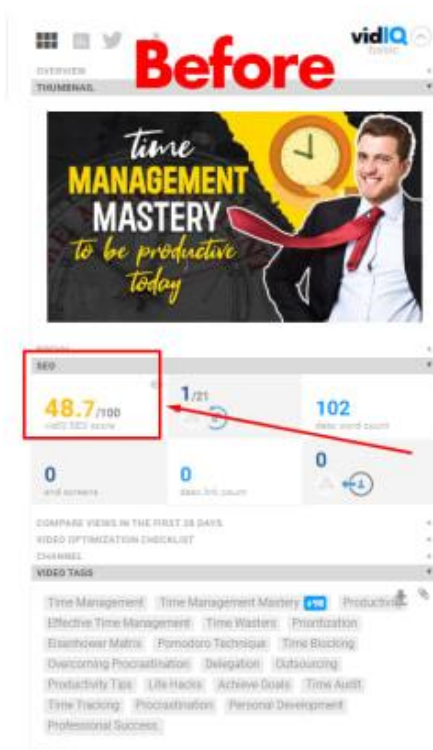 Before
vidIQ
basic
OVERVIEW
THUMBNAIL
time
MANAGEMENT
MASTERY
to be productive
today
SOCIAL
SEO
48.7/100
vidIQ SEO score
1/21
102
desc. word count
0
end screens
0
desc. link count
0
COMPARE VIEWS IN THE FIRST 28 DAYS
VIDEO OPTIMIZATION CHECKLIST
CHANNEL
VIDEO TAGS
Time Management Time Management Mastery #98
Effective Time Management Time Wasters Prioritization
Eisenhower Matrix Pomodoro Technique Time Blocking
Overcoming Procrastination Delegation Outsourcing
Productivity Tips Life Hacks Achieve Goals Time Audit
Time Tracking Procrastination Personal Development
Professional Success